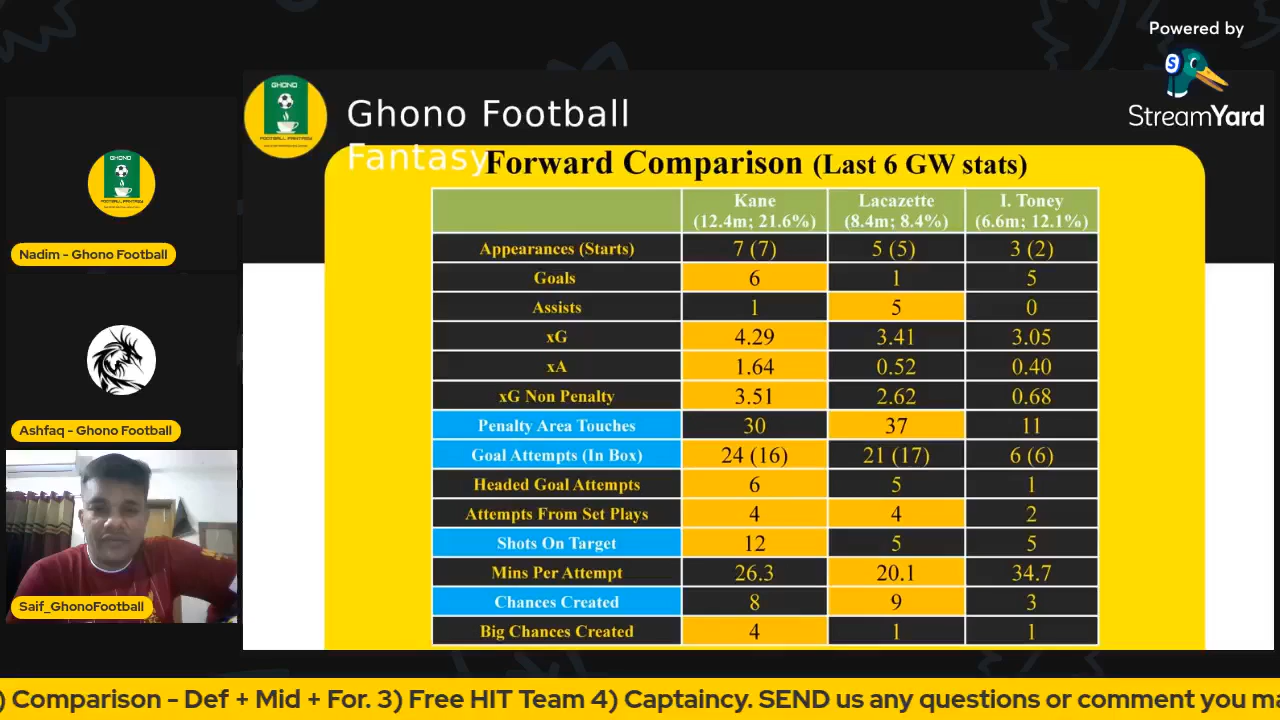 Powered by
StreamYard
GHONO
FOOTBALL FANTASY
Ghono Football
Fantasy
Forward Comparison (Last 6 GW stats)
Kane Lacazette I. Toney
(12.4m; 21.6%) (8.4m; 8.4%) (6.6m; 12.1%)
Appearances (Starts) 7 (7) 5 (5) 3 (2)
Goals 6 1 5
Assists 1 5 0
xG 4.29 3.41 3.05
xA 1.64 0.52 0.40
xG Non Penalty 3.51 2.62 0.68
Penalty Area Touches 30 37 11
Goal Attempts (In Box) 24 (16) 21 (17) 6 (6)
Headed Goal Attempts 6 5 1
Attempts From Set Plays 4 4 2
Shots On Target 12 5 5
Mins Per Attempt 26.3 20.1 34.7
Chances Created 8 9 3
Big Chances Created 4 1 1
GHONO
Nadim - Ghono Football
Ashfaq - Ghono Football
Saif_GhonoFootball
) Comparison - Def + Mid + For. 3) Free HIT Team 4) Captaincy. SEND us any questions or comment you ma